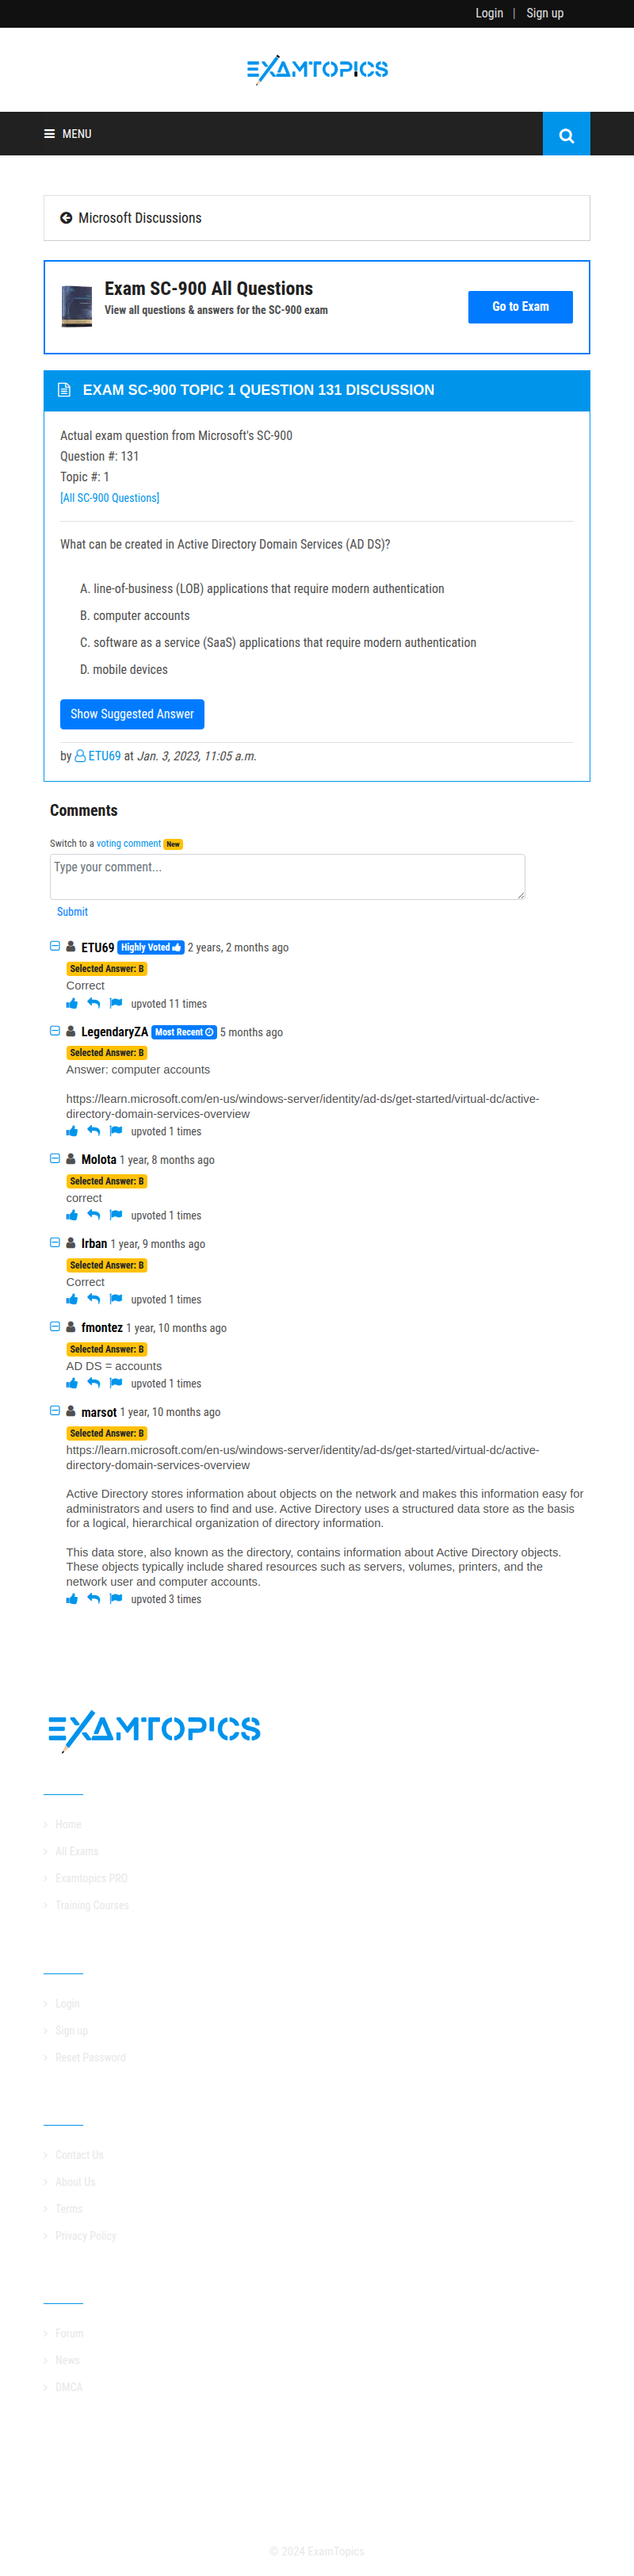 Login | Sign up
EXAMTOPICS
MENU
Microsoft Discussions
Exam SC-900 All Questions
View all questions & answers for the SC-900 exam
Go to Exam
EXAM SC-900 TOPIC 1 QUESTION 131 DISCUSSION
Actual exam question from Microsoft's SC-900
Question #: 131
Topic #: 1
[All SC-900 Questions]
What can be created in Active Directory Domain Services (AD DS)?
A. line-of-business (LOB) applications that require modern authentication
B. computer accounts
C. software as a service (SaaS) applications that require modern authentication
D. mobile devices
Show Suggested Answer
by ETU69 at Jan. 3, 2023, 11:05 a.m.
Comments
Switch to a voting comment New
Type your comment...
Submit
ETU69 Highly Voted 2 years, 2 months ago
Selected Answer: B
Correct
upvoted 11 times
LegendaryZA Most Recent 5 months ago
Selected Answer: B
Answer: computer accounts
https://learn.microsoft.com/en-us/windows-server/identity/ad-ds/get-started/virtual-dc/active-
directory-domain-services-overview
upvoted 1 times
Molota 1 year, 8 months ago
Selected Answer: B
correct
upvoted 1 times
Irban 1 year, 9 months ago
Selected Answer: B
Correct
upvoted 1 times
fmontez 1 year, 10 months ago
Selected Answer: B
AD DS = accounts
upvoted 1 times
marsot 1 year, 10 months ago
Selected Answer: B
https://learn.microsoft.com/en-us/windows-server/identity/ad-ds/get-started/virtual-dc/active-
directory-domain-services-overview
Active Directory stores information about objects on the network and makes this information easy for
administrators and users to find and use. Active Directory uses a structured data store as the basis
for a logical, hierarchical organization of directory information.
This data store, also known as the directory, contains information about Active Directory objects.
These objects typically include shared resources such as servers, volumes, printers, and the
network user and computer accounts.
upvoted 3 times
EXAMTOPICS
Home
All Exams
Examtopics PRO
Training Courses
Login
Sign up
Reset Password
Contact Us
About Us
Terms
Privacy Policy
Forum
News
DMCA
© 2024 ExamTopics